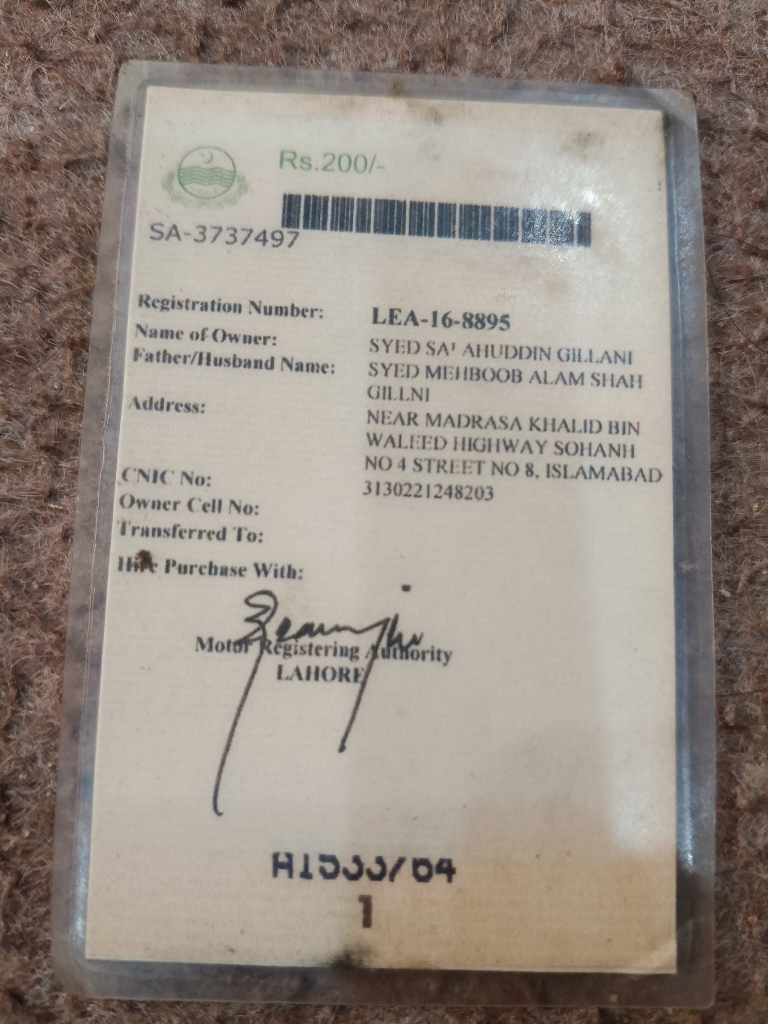 Rs.200/-
SA-3737497
Registration Number: LEA-16-8895
Name of Owner: SYED GILLANI
Father/Husband Name: SYED MEHBOOB ALAM SHAH
GILLNI
Address: NEAR MADRASA KHALID BIN
WALEED HIGHWAY SOHANH
NO 4 STREET NO 8, ISLAMABAD
CNIC No: 3130221248203
Owner Cell No:
Transferred To:
Hire Purchase With:
Motor Registering Authority
LAHORE
1